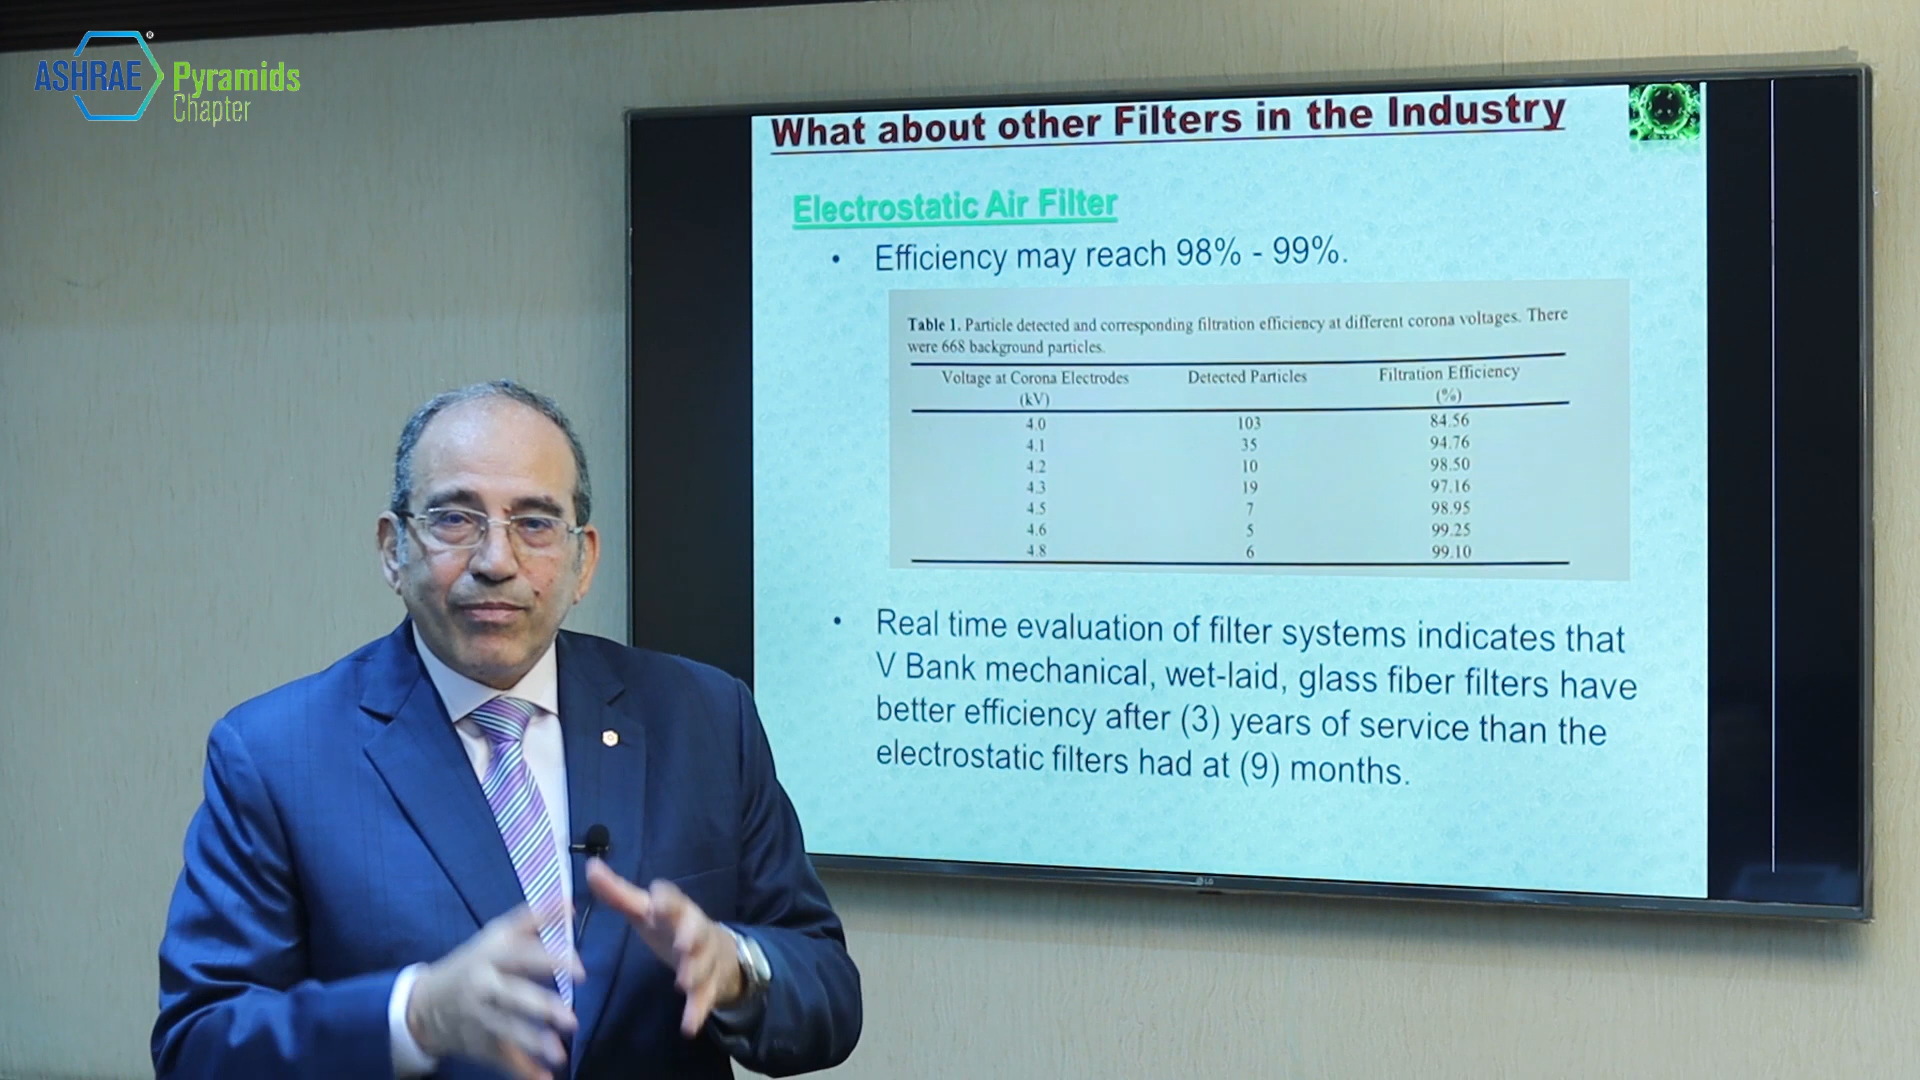 ASHRAE®
Pyramids
Chapter
What about other Filters in the Industry
Electrostatic Air Filter
• Efficiency may reach 98% - 99%.
Table 1. Particle detected and corresponding filtration efficiency at different corona voltages. There
were 668 background particles.
Voltage at Corona Electrodes Detected Particles Filtration Efficiency
(kV) (%)
4.0 103 84.56
4.1 35 94.76
4.2 10 98.50
4.3 19 97.16
4.5 7 98.95
4.6 5 99.25
4.8 6 99.10
• Real time evaluation of filter systems indicates that
V Bank mechanical, wet-laid, glass fiber filters have
better efficiency after (3) years of service than the
electrostatic filters had at (9) months.
LG